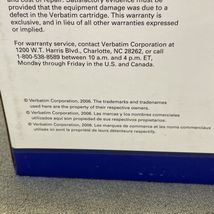 and cost of repair. Satisfactory evidence must be
provided that the equipment damage was due to a
defect in the Verbatim cartridge. This warranty is
exclusive, and in lieu of all other warranties expressed
or implied.
For warranty service, contact Verbatim Corporation at
1200 W.T. Harris Blvd., Charlotte, NC 28262, or call
1-800-538-8589 between 10 a.m. and 4 p.m. ET,
Monday through Friday in the U.S. and Canada.
© Verbatim Corporation, 2006. The trademarks and tradenames
used here are the property of their respective owners.
© Verbatim Corporation, 2006. Las marcas y los nombres comerciales
utilizados aquí son propiedad de sus respectivos propietarios.
© Verbatim Corporation, 2006. Les marques de commerce et les noms commerciaux
utilisés ici sont la propriété de leurs détenteurs respectifs.